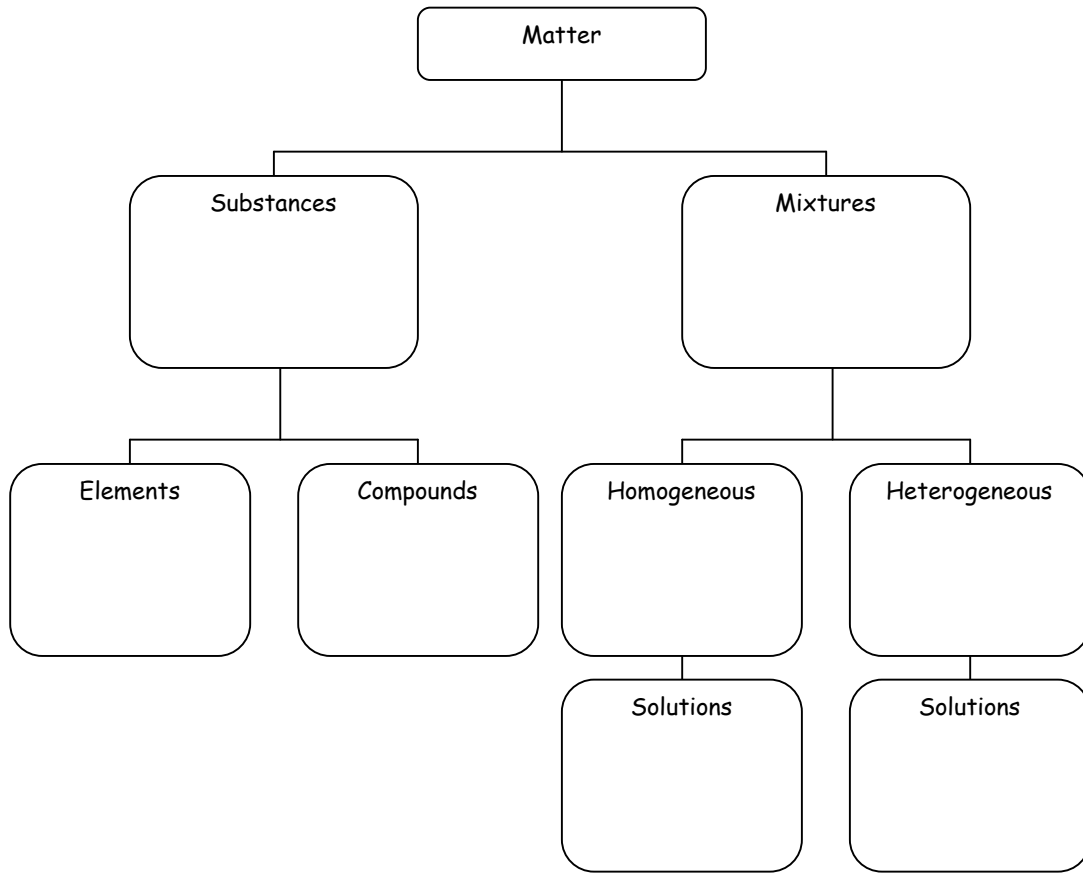 Matter
Substances
Mixtures
Elements
Compounds
Homogeneous
Heterogeneous
Solutions
Solutions